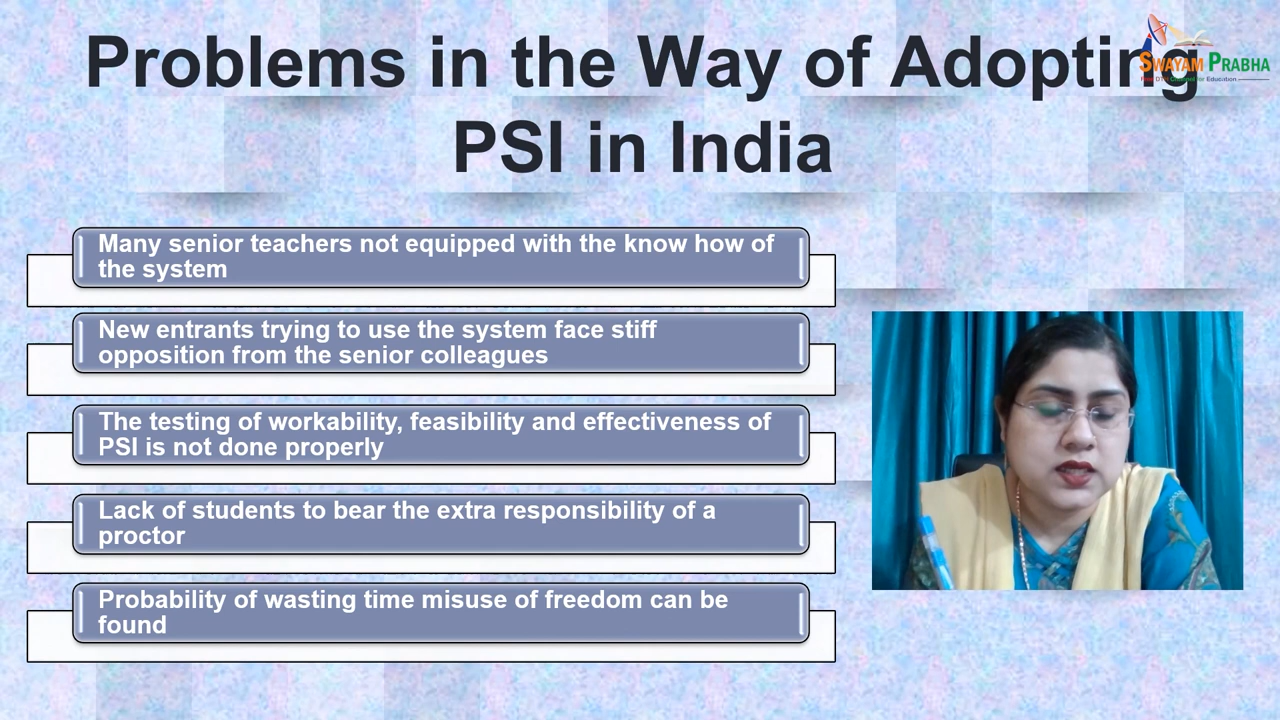 Problems in the Way of Adopting
PSI in India
SWAYAM PRABHA
Many senior teachers not equipped with the know how of
the system
New entrants trying to use the system face stiff
opposition from the senior colleagues
The testing of workability, feasibility and effectiveness of
PSI is not done properly
Lack of students to bear the extra responsibility of a
proctor
Probability of wasting time misuse of freedom can be
found